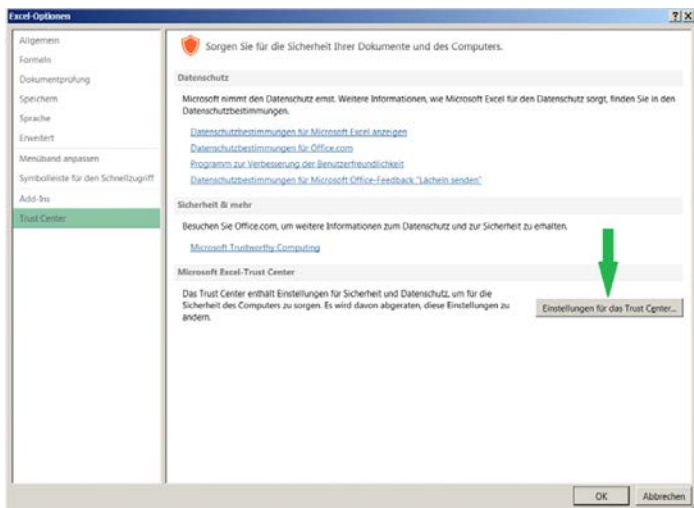 Excel-Optionen
Allgemein
Formeln
Dokumentprüfung
Speichern
Sprache
Erweitert
Menüband anpassen
Symbolleiste für den Schnellzugriff
Add-Ins
Trust Center
Sorgen Sie für die Sicherheit Ihrer Dokumente und des Computers.
Datenschutz
Microsoft nimmt den Datenschutz ernst. Weitere Informationen, wie Microsoft Excel für den Datenschutz sorgt, finden Sie in den
Datenschutzbestimmungen.
Datenschutzbestimmungen für Microsoft Excel anzeigen
Datenschutzbestimmungen für Office.com
Programm zur Verbesserung der Benutzerfreundlichkeit
Datenschutzbestimmungen für Microsoft Office-Feedback "Lächeln senden"
Sicherheit & mehr
Besuchen Sie Office.com, um weitere Informationen zum Datenschutz und zur Sicherheit zu erhalten.
Microsoft Trustworthy Computing
Microsoft Excel-Trust Center
Das Trust Center enthält Einstellungen für Sicherheit und Datenschutz, um für die
Sicherheit des Computers zu sorgen. Es wird davon abgeraten, diese Einstellungen zu
ändern.
Einstellungen für das Trust Center...
OK
Abbrechen